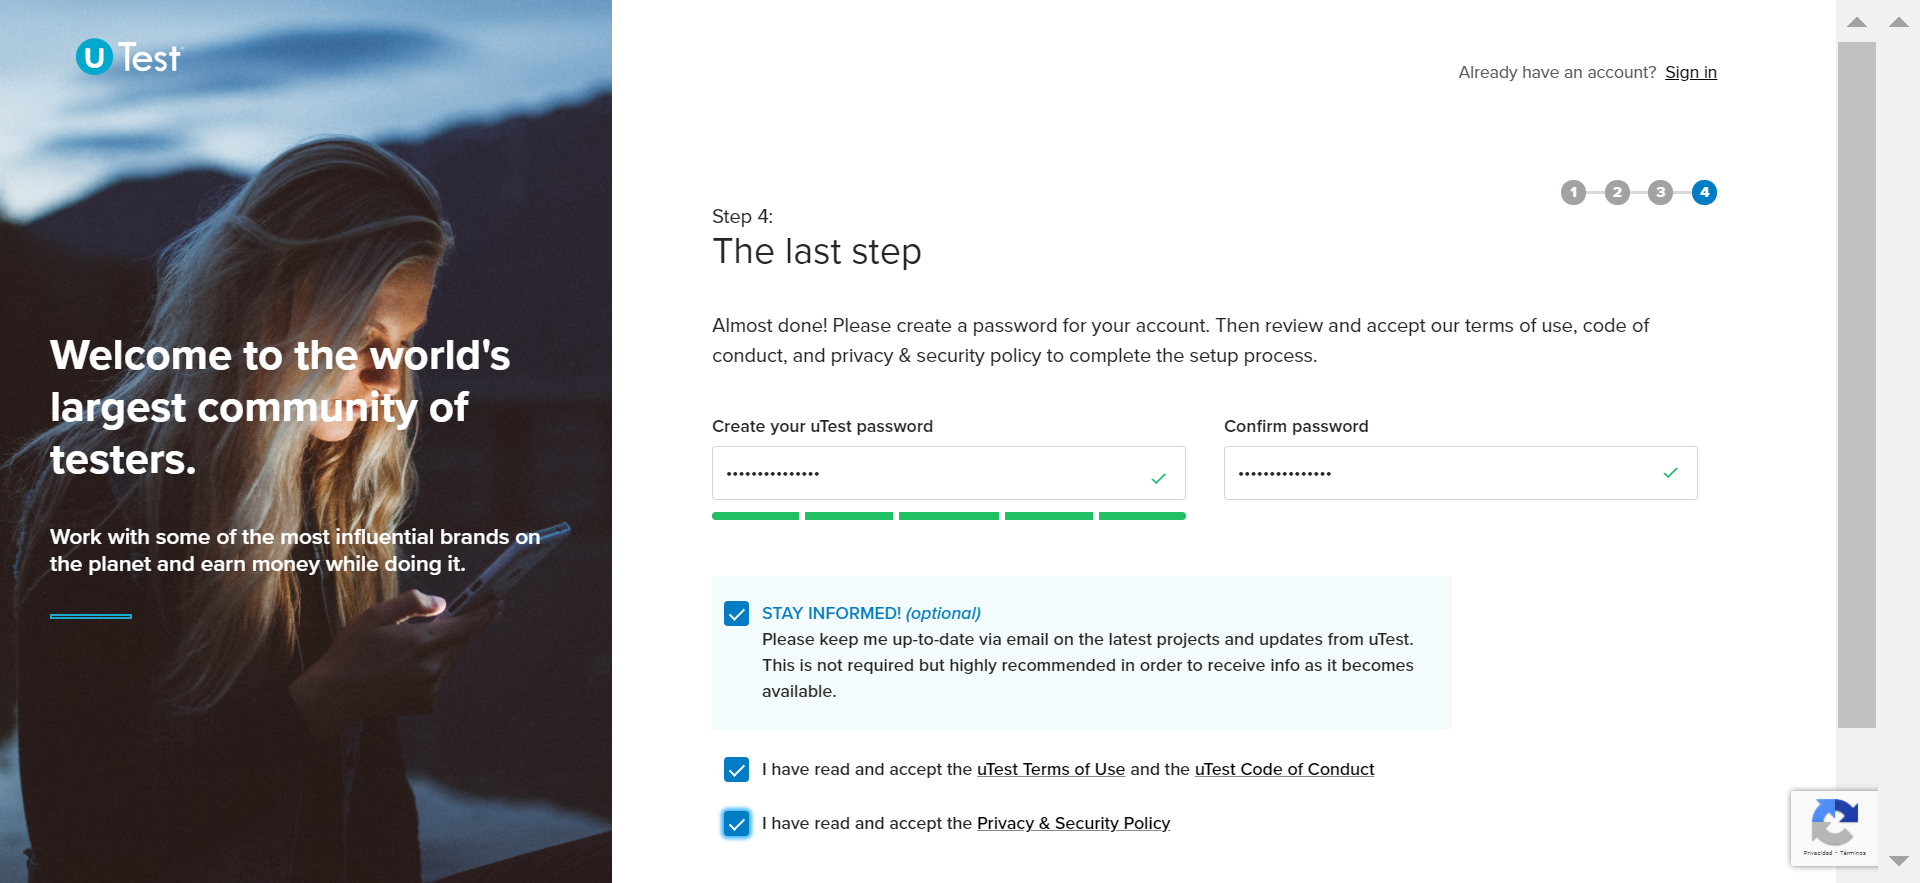 U Test
Already have an account? Sign in
1 2 3 4
Step 4:
The last step
Almost done! Please create a password for your account. Then review and accept our terms of use, code of
conduct, and privacy & security policy to complete the setup process.
Create your uTest password
Confirm password
•••••••••••••••
•••••••••••••••
STAY INFORMED! (optional)
Please keep me up-to-date via email on the latest projects and updates from uTest.
This is not required but highly recommended in order to receive info as it becomes
available.
I have read and accept the uTest Terms of Use and the uTest Code of Conduct
I have read and accept the Privacy & Security Policy
Welcome to the world's
largest community of
testers.
Work with some of the most influential brands on
the planet and earn money while doing it.
Privacidad - Términos